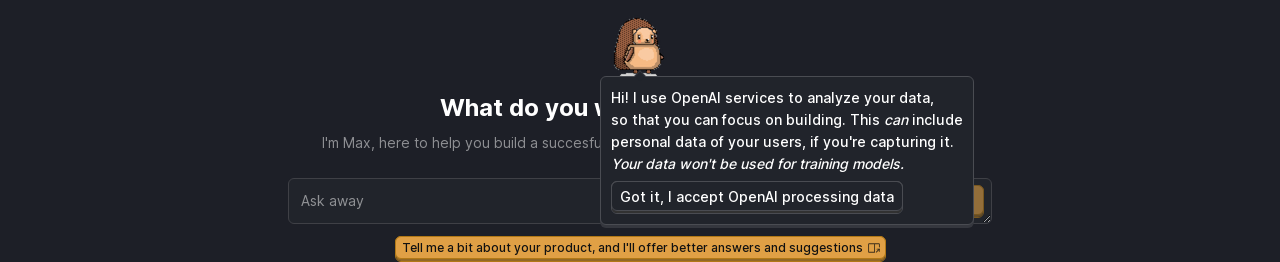 What do you
I'm Max, here to help you build a
Hi! I use OpenAI services to analyze your data,
so that you can focus on building. This can include
personal data of your users, if you're capturing it.
Your data won't be used for training models.
Got it, I accept OpenAI processing data
Ask away
Tell me a bit about your product, and I'll offer better answers and suggestions